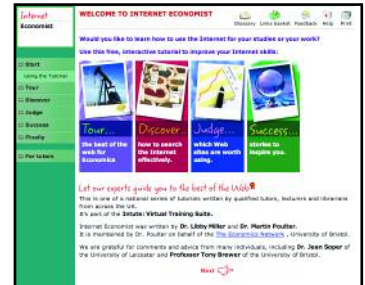 Internet
Economist
WELCOME TO INTERNET ECONOMIST
Glossary Links basket Feedback Help Print
Would you like to learn how to use the Internet for your studies or your work?
Use this free, interactive tutorial to improve your Internet skills:
Start
Using the Tutorial
Tour
Discover
Judge
Success
Finally
For tutors
Tour...
the best of the
web for
Economics
Discover...
how to search
the Internet
effectively.
Judge...
which Web
sites are worth
using.
Success...
stories to
inspire you.
Let our experts guide you to the best of the Web
This is one of a national series of tutorials written by qualified tutors, lecturers and librarians
from across the UK.
It's part of the Intute: Virtual Training Suite.
Internet Economist was written by Dr. Libby Miller and Dr. Martin Poulter.
It is maintained by Dr. Poulter on behalf of the The Economics Network , University of Bristol.
We are grateful for comments and advice from many individuals, including Dr. Jean Soper of
the University of Leicester and Professor Tony Brewer of the University of Bristol.
Next